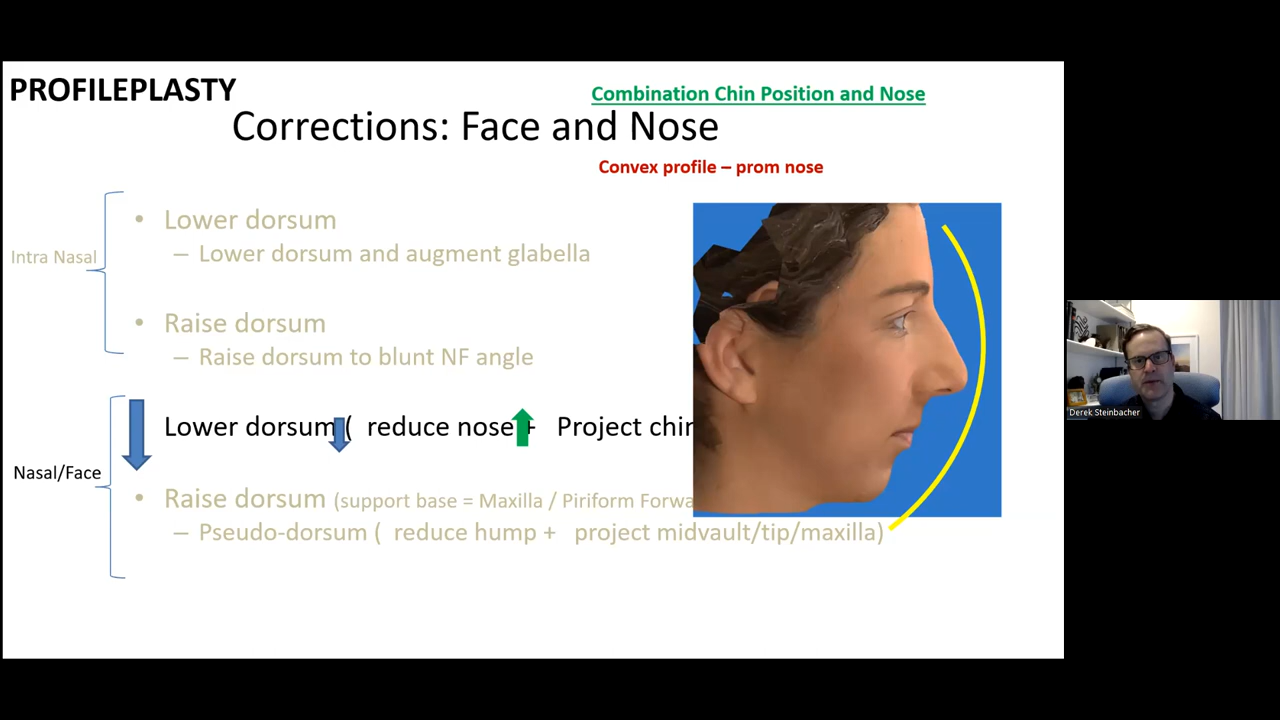 PROFILEPLASTY
Combination Chin Position and Nose
Corrections: Face and Nose
Convex profile – prom nose
Intra Nasal
• Lower dorsum
– Lower dorsum and augment glabella
• Raise dorsum
– Raise dorsum to blunt NF angle
Nasal/Face
Lower dorsum ( reduce nose + Project chin
• Raise dorsum (support base = Maxilla / Piriform Forwa
– Pseudo-dorsum ( reduce hump + project midvault/tip/maxilla)
Derek Steinbacher